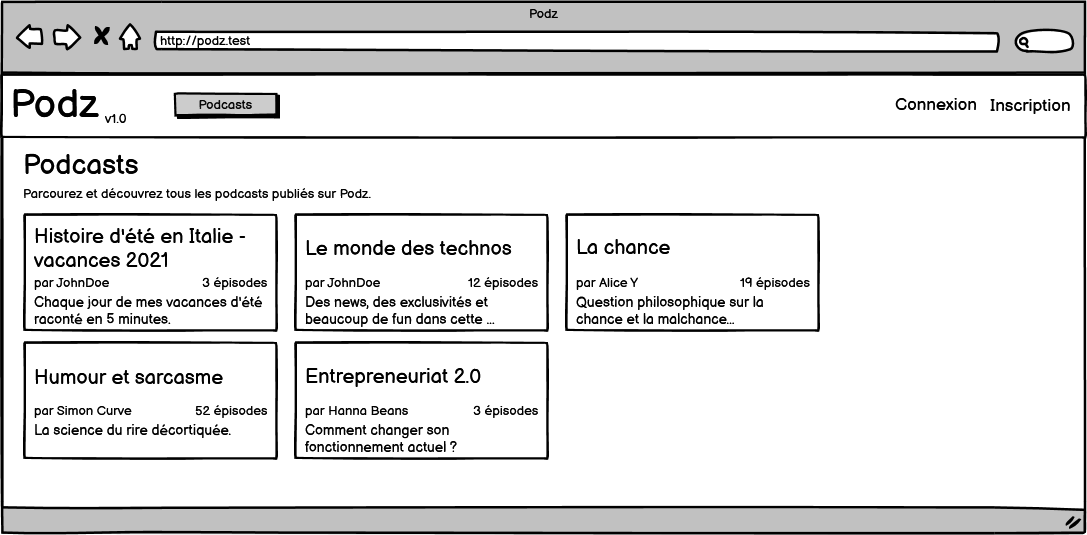 Podz
http://podz.test
Podz v1.0
Podcasts
Connexion
Inscription
Podcasts
Parcourez et découvrez tous les podcasts publiés sur Podz.
Histoire d'été en Italie -
vacances 2021
par JohnDoe
3 épisodes
Chaque jour de mes vacances d'été
raconté en 5 minutes.
Le monde des technos
par JohnDoe
12 épisodes
Des news, des exclusivités et
beaucoup de fun dans cette ...
La chance
par Alice Y
19 épisodes
Question philosophique sur la
chance et la malchance...
Humour et sarcasme
par Simon Curve
52 épisodes
La science du rire décortiquée.
Entrepreneuriat 2.0
par Hanna Beans
3 épisodes
Comment changer son
fonctionnement actuel ?